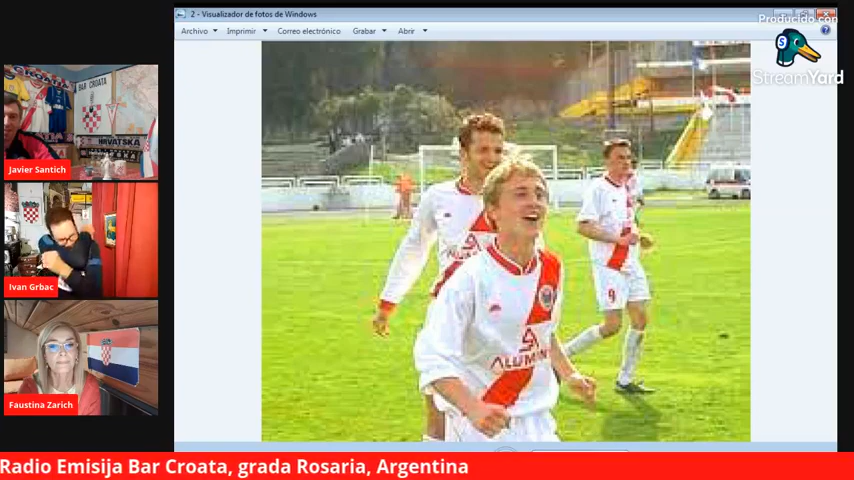 2 - Visualizador de fotos de Windows
Producido con
Archivo Imprimir Correo electrónico Grabar Abrir
StreamYard
BAR CROATA
HRVATSKA
Javier Santich
Ivan Grbac
Faustina Zarich
9
ALUMINI
Radio Emisija Bar Croata, grada Rosaria, Argentina